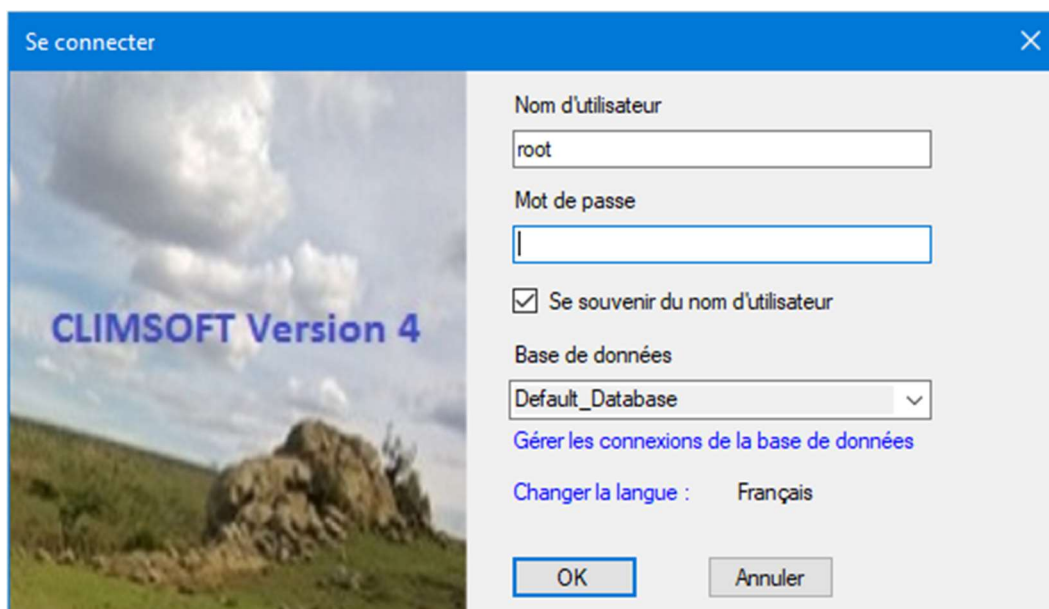 Se connecter
CLIMSOFT Version 4
Nom d'utilisateur
root
Mot de passe
Se souvenir du nom d'utilisateur
Base de données
Default_Database
Gérer les connexions de la base de données
Changer la langue : Français
OK Annuler